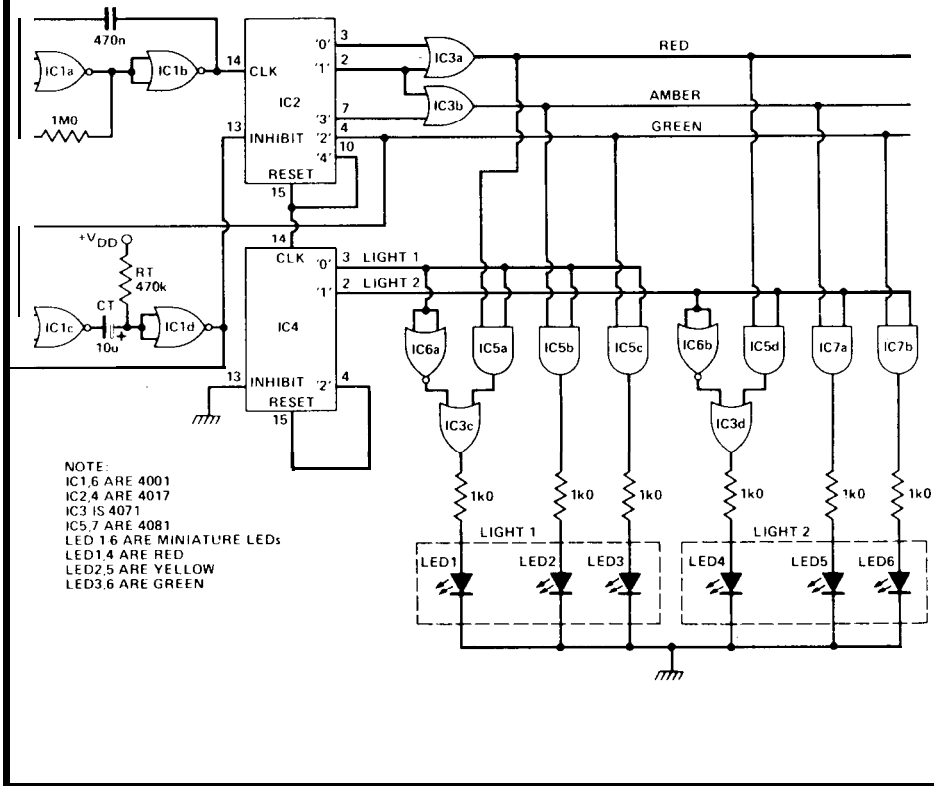 470n
IC1a
IC1b
1M0
14 CLK
IC2
13 INHIBIT
RESET
15
'0' 3
'1' 2
'3' 7
'2' 4
'4' 10
IC3a
IC3b
RED
AMBER
GREEN
+VDD
RT
470k
CT
10u
+
IC1c
IC1d
14
CLK
IC4
13 INHIBIT
RESET
15
'0' 3 LIGHT 1
'1' 2 LIGHT 2
'2' 4
IC6a
IC5a
IC5b
IC5c
IC6b
IC5d
IC7a
IC7b
IC3c
IC3d
1k0
1k0
1k0
1k0
1k0
1k0
NOTE:
IC1,6 ARE 4001
IC2,4 ARE 4017
IC3 IS 4071
IC5,7 ARE 4081
LED 1-6 ARE MINIATURE LEDs
LED1,4 ARE RED
LED2,5 ARE YELLOW
LED3,6 ARE GREEN
LIGHT 1
LED1
LED2
LED3
LIGHT 2
LED4
LED5
LED6